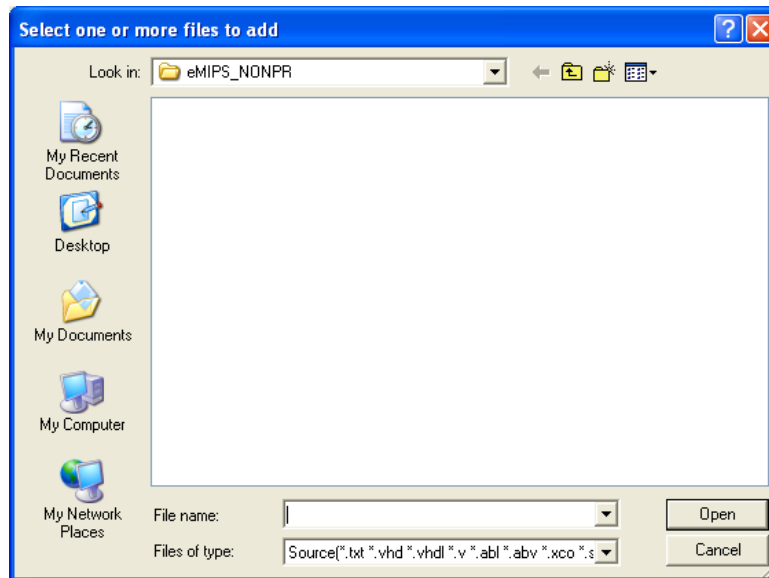 Select one or more files to add
Look in: eMIPS_NONPR
My Recent
Documents
Desktop
My Documents
My Computer
My Network
Places
File name:
Open
Files of type: Source(*.txt *.vhd *.vhdl *.v *.abl *.abv *.xco *.s
Cancel